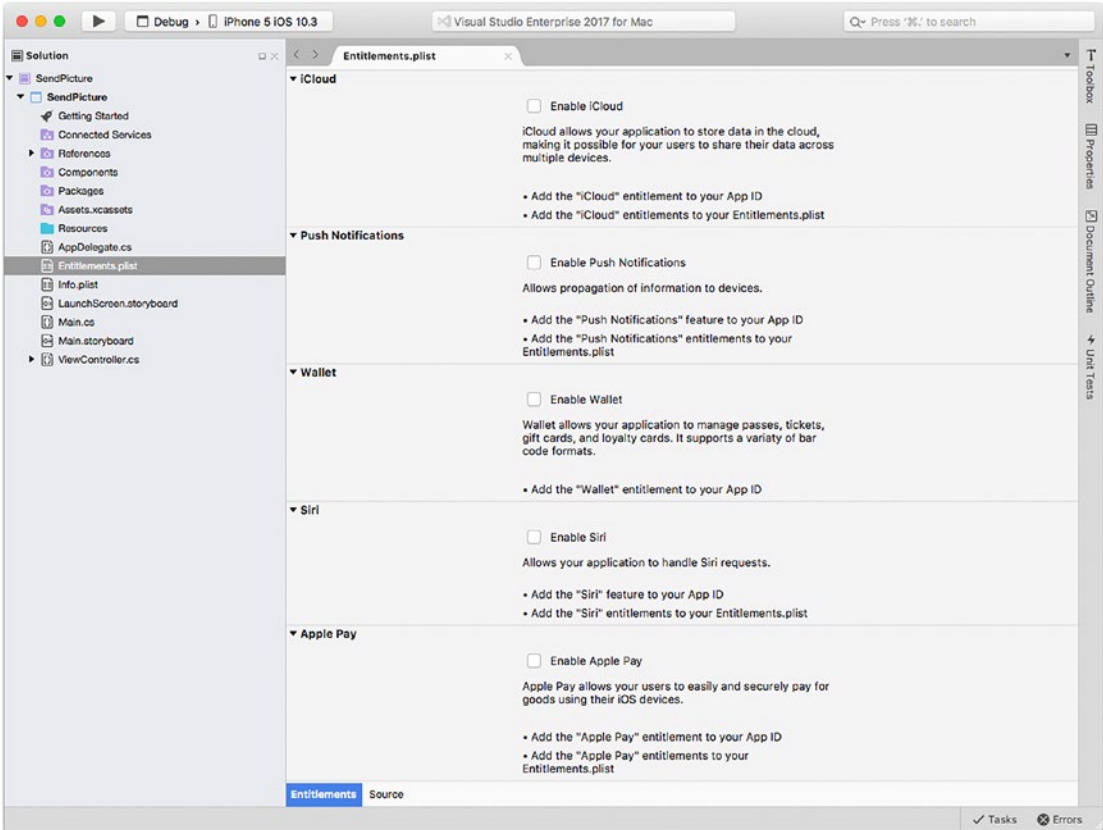 Debug › iPhone 5 iOS 10.3
Visual Studio Enterprise 2017 for Mac
Press '⌘.' to search
Solution
SendPicture
SendPicture
Getting Started
Connected Services
References
Components
Packages
Assets.xcassets
Resources
AppDelegate.cs
Entitlements.plist
Info.plist
LaunchScreen.storyboard
Main.cs
Main.storyboard
ViewController.cs
Entitlements.plist
iCloud
Enable iCloud
iCloud allows your application to store data in the cloud,
making it possible for your users to share their data across
multiple devices.
• Add the "iCloud" entitlement to your App ID
• Add the "iCloud" entitlements to your Entitlements.plist
Push Notifications
Enable Push Notifications
Allows propagation of information to devices.
• Add the "Push Notifications" feature to your App ID
• Add the "Push Notifications" entitlements to your
Entitlements.plist
Wallet
Enable Wallet
Wallet allows your application to manage passes, tickets,
gift cards, and loyalty cards. It supports a variaty of bar
code formats.
• Add the "Wallet" entitlement to your App ID
Siri
Enable Siri
Allows your application to handle Siri requests.
• Add the "Siri" feature to your App ID
• Add the "Siri" entitlements to your Entitlements.plist
Apple Pay
Enable Apple Pay
Apple Pay allows your users to easily and securely pay for
goods using their iOS devices.
• Add the "Apple Pay" entitlement to your App ID
• Add the "Apple Pay" entitlements to your
Entitlements.plist
Entitlements Source
Toolbox
Properties
Document Outline
Unit Tests
Tasks Errors